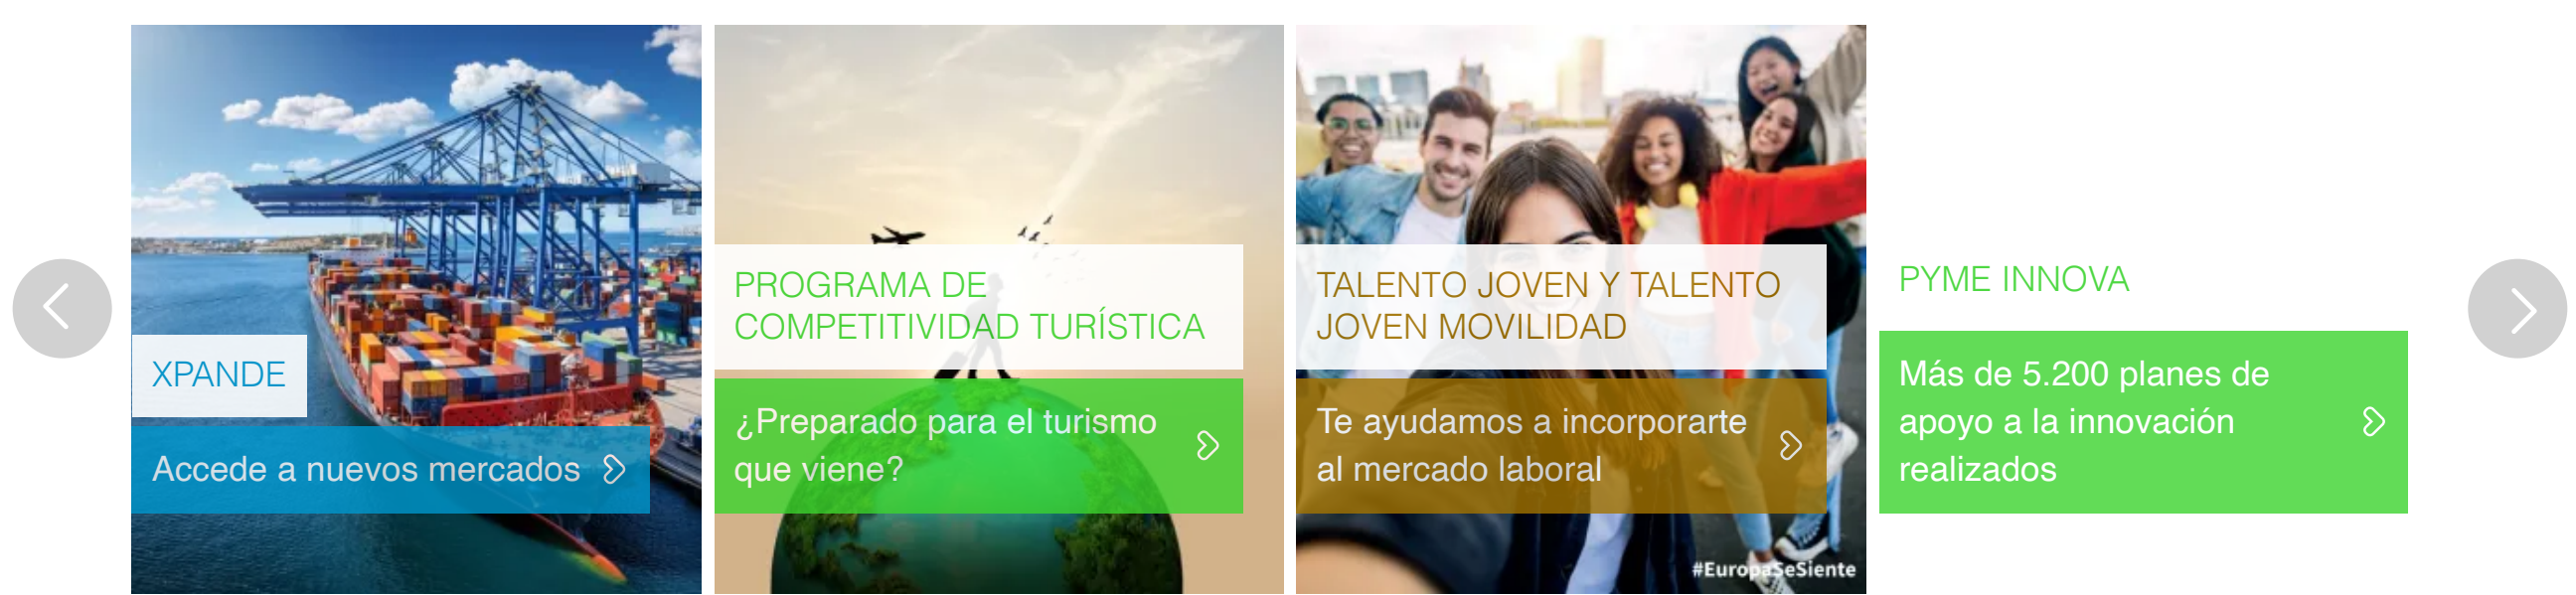 XPANDE
Accede a nuevos mercados
PROGRAMA DE
COMPETITIVIDAD TURÍSTICA
¿Preparado para el turismo
que viene?
TALENTO JOVEN Y TALENTO
JOVEN MOVILIDAD
Te ayudamos a incorporarte
al mercado laboral
#EuropaSeSiente
PYME INNOVA
Más de 5.200 planes de
apoyo a la innovación
realizados